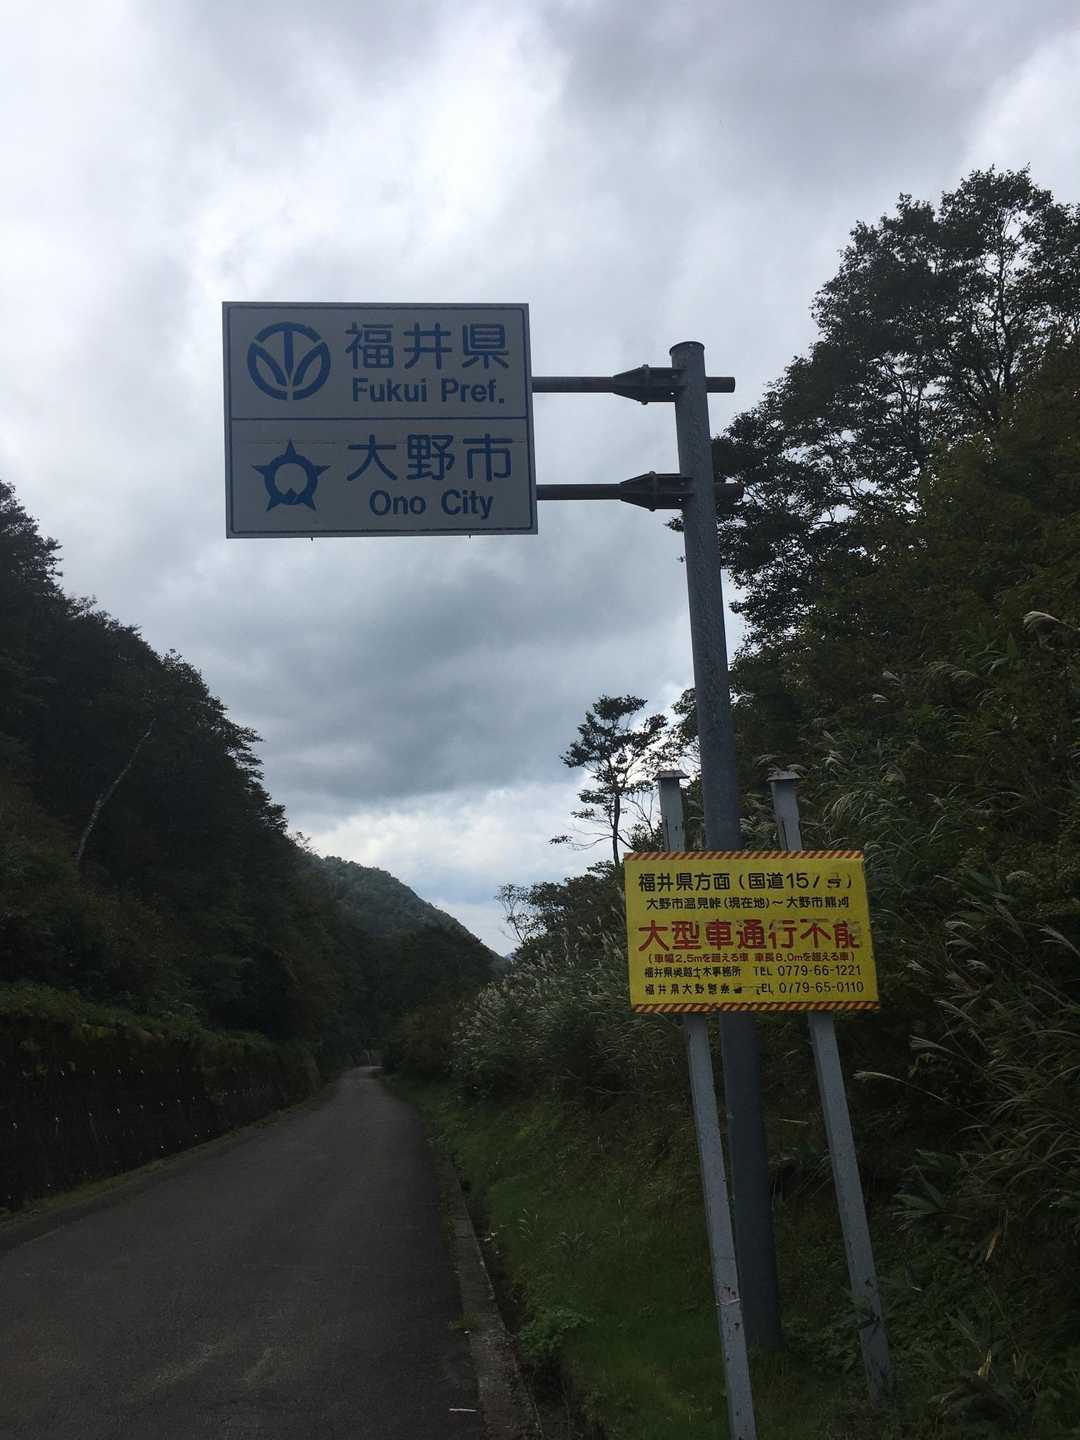 福井県
Fukui Pref.
大野市
Ono City
福井県方面(国道157号)
大野市温見峠(現在地)～大野市熊河
大型車通行不能
(車幅2.5mを超える車 車長8.0mを超える車)
福井県奥越土木事務所 TEL 0779-66-1221
福井県大野警察署 TEL 0779-65-0110